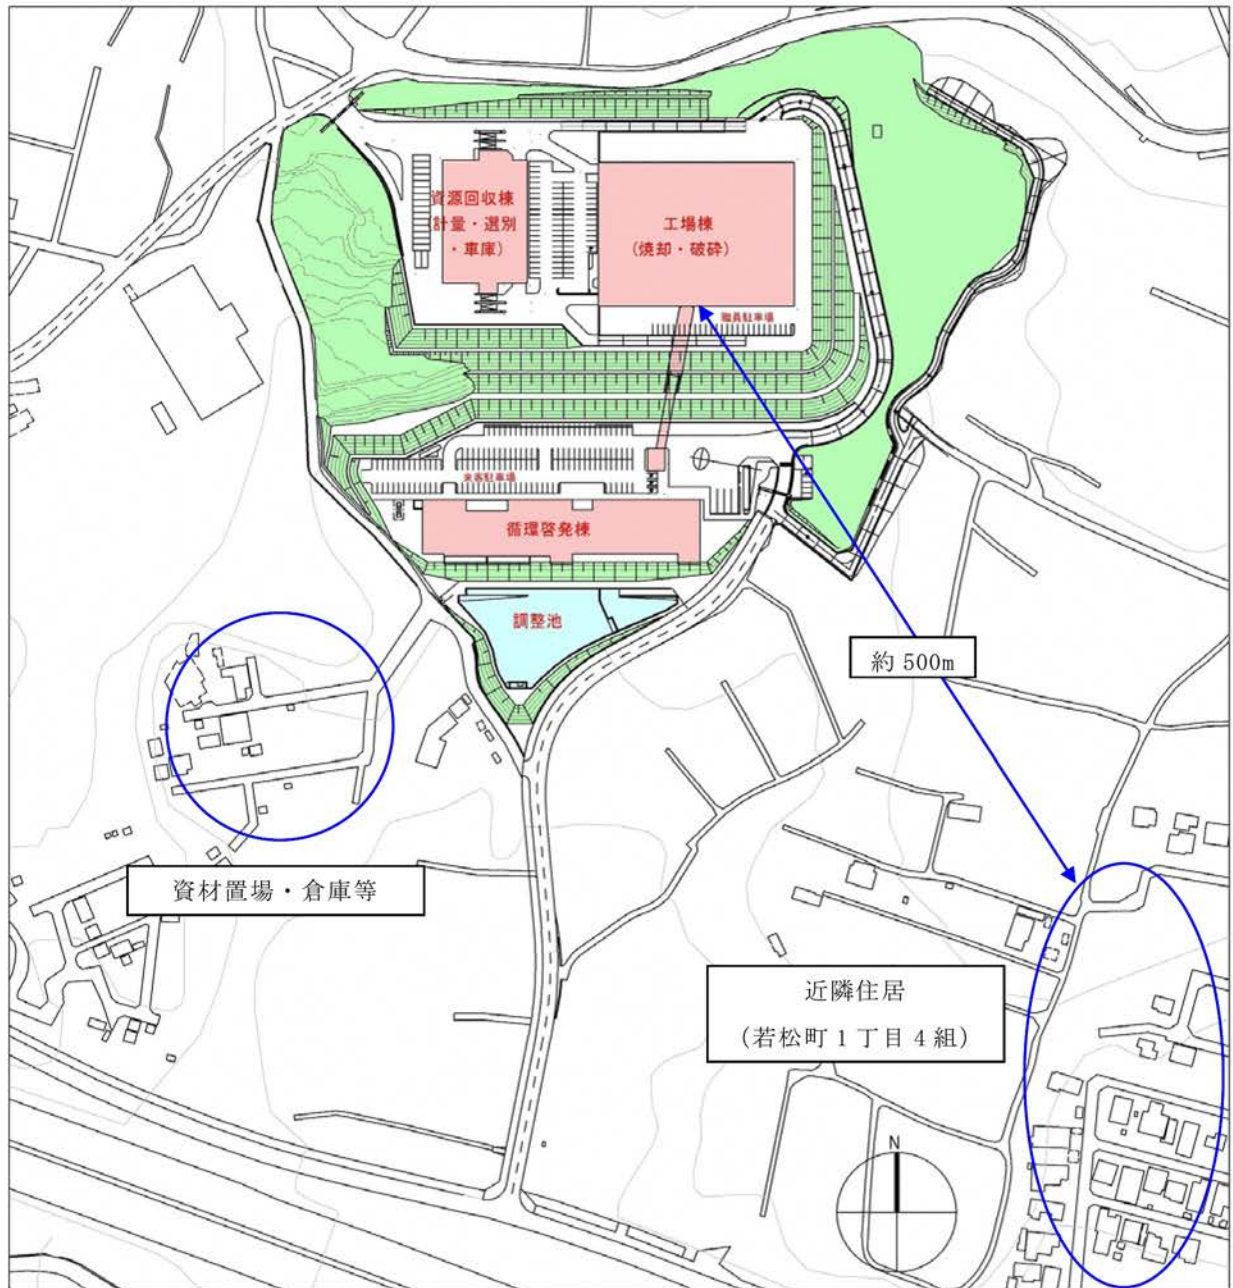 資源回収棟
(計量・選別
・車庫)
工場棟
(焼却・破砕)
職員駐車場
来客駐車場
循環啓発棟
調整池
約 500m
資材置場・倉庫等
近隣住居
(若松町 1 丁目 4 組)
N